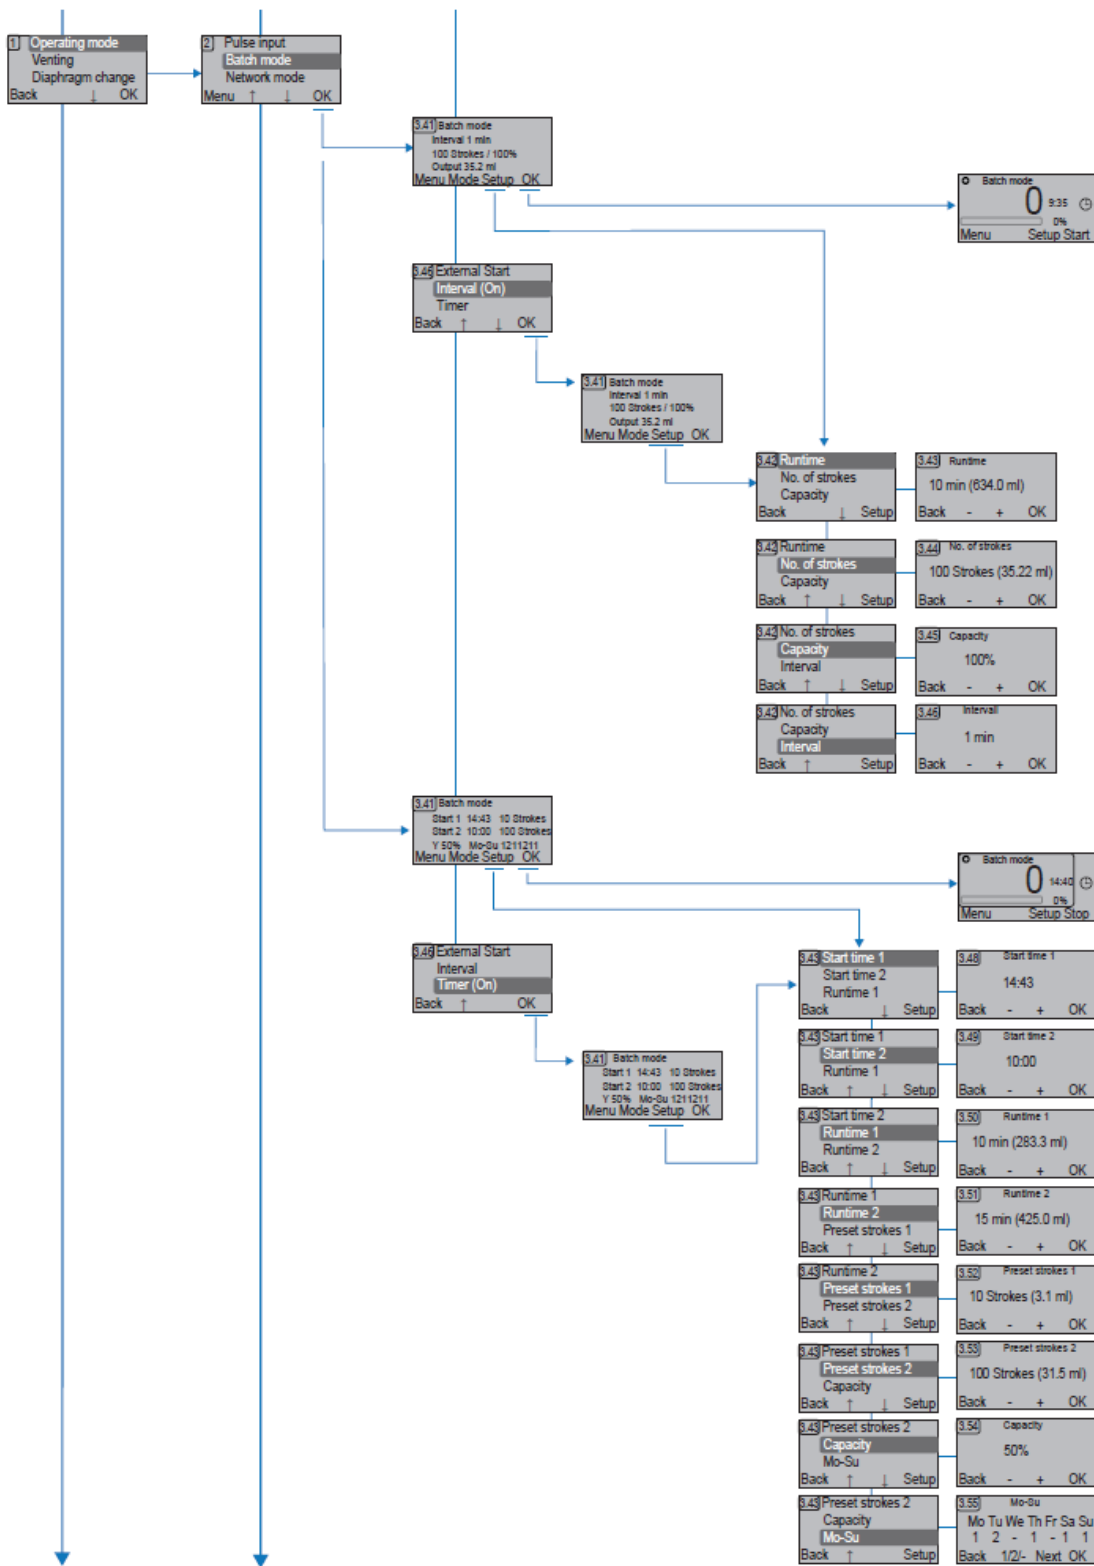 1 Operating mode
Venting
Diaphragm change
Back ↓ OK
2 Pulse input
Batch mode
Network mode
Menu ↑ ↓ OK
3.41 Batch mode
Interval 1 min
100 Strokes / 100%
Output 35.2 ml
Menu Mode Setup OK
Batch mode
0 9:35
0%
Menu Setup Start
3.46 External Start
Interval (On)
Timer
Back ↑ ↓ OK
3.41 Batch mode
Interval 1 min
100 Strokes / 100%
Output 35.2 ml
Menu Mode Setup OK
3.42 Runtime
No. of strokes
Capacity
Back ↓ Setup
3.43 Runtime
10 min (634.0 ml)
Back - + OK
3.42 Runtime
No. of strokes
Capacity
Back ↑ ↓ Setup
3.44 No. of strokes
100 Strokes (35.22 ml)
Back - + OK
3.42 No. of strokes
Capacity
Interval
Back ↑ ↓ Setup
3.45 Capacity
100%
Back - + OK
3.42 No. of strokes
Capacity
Interval
Back ↑ Setup
3.46 Intervall
1 min
Back - + OK
3.41 Batch mode
Start 1 14:43 10 Strokes
Start 2 10:00 100 Strokes
Y 50% Mo-Su 1211211
Menu Mode Setup OK
Batch mode
0 14:40
0%
Menu Setup Stop
3.46 External Start
Interval
Timer (On)
Back ↑ OK
3.41 Batch mode
Start 1 14:43 10 Strokes
Start 2 10:00 100 Strokes
Y 50% Mo-Su 1211211
Menu Mode Setup OK
3.43 Start time 1
Start time 2
Runtime 1
Back ↓ Setup
3.48 Start time 1
14:43
Back - + OK
3.43 Start time 1
Start time 2
Runtime 1
Back ↑ ↓ Setup
3.49 Start time 2
10:00
Back - + OK
3.43 Start time 2
Runtime 1
Runtime 2
Back ↑ ↓ Setup
3.50 Runtime 1
10 min (283.3 ml)
Back - + OK
3.43 Runtime 1
Runtime 2
Preset strokes 1
Back ↑ ↓ Setup
3.51 Runtime 2
15 min (425.0 ml)
Back - + OK
3.43 Runtime 2
Preset strokes 1
Preset strokes 2
Back ↑ ↓ Setup
3.52 Preset strokes 1
10 Strokes (3.1 ml)
Back - + OK
3.43 Preset strokes 1
Preset strokes 2
Capacity
Back ↑ ↓ Setup
3.53 Preset strokes 2
100 Strokes (31.5 ml)
Back - + OK
3.43 Preset strokes 2
Capacity
Mo-Su
Back ↑ ↓ Setup
3.54 Capacity
50%
Back - + OK
3.43 Preset strokes 2
Capacity
Mo-Su
Back ↑ Setup
3.55 Mo-Su
Mo Tu We Th Fr Sa Su
1 2 - 1 - 1 1
Back 1/2/- Next OK